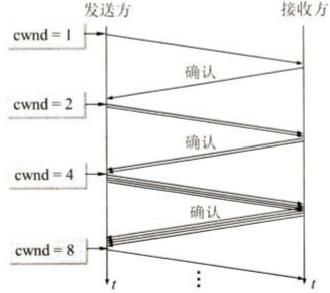 发送方 接收方
cwnd = 1
确认
cwnd = 2
确认
cwnd = 4
确认
cwnd = 8
t t